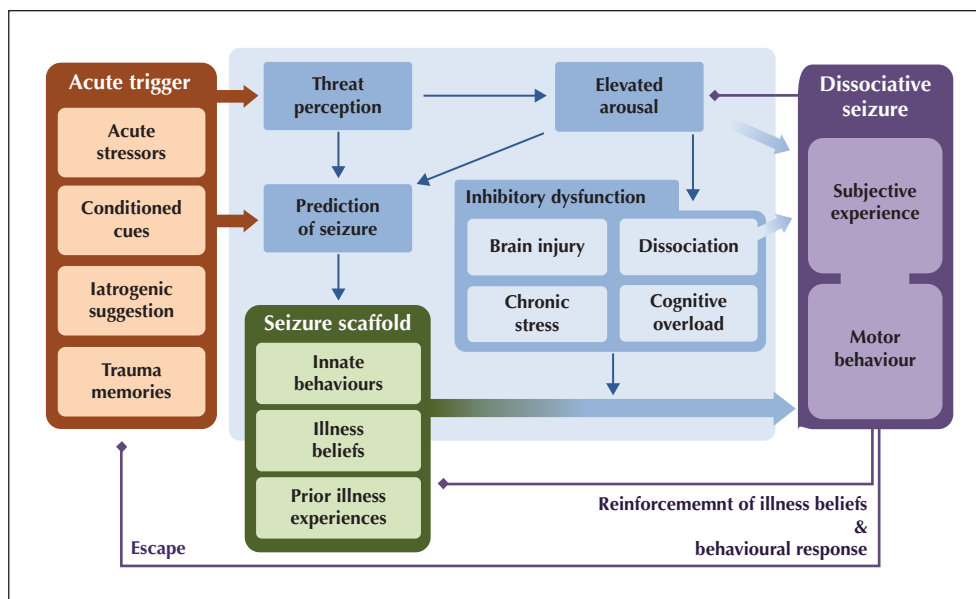 Acute trigger
Acute
stressors
Conditioned
cues
Iatrogenic
suggestion
Trauma
memories
Threat
perception
Elevated
arousal
Prediction
of seizure
Inhibitory dysfunction
Brain injury
Dissociation
Chronic
stress
Cognitive
overload
Seizure scaffold
Innate
behaviours
Illness
beliefs
Prior illness
experiences
Dissociative
seizure
Subjective
experience
Motor
behaviour
Reinforcememnt of illness beliefs
&
behavioural response
Escape